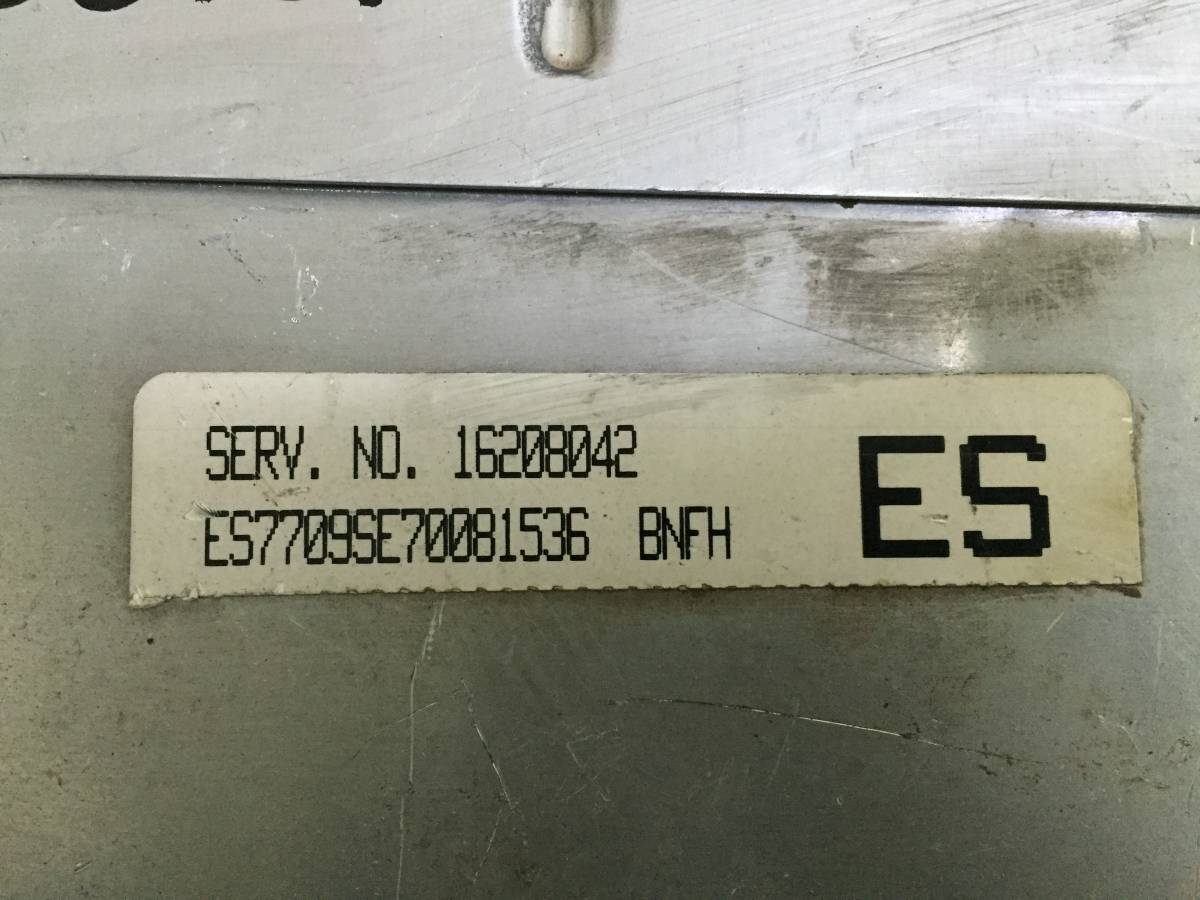 SERV. NO. 16208042
ES7709SE70081536 BNFH
ES